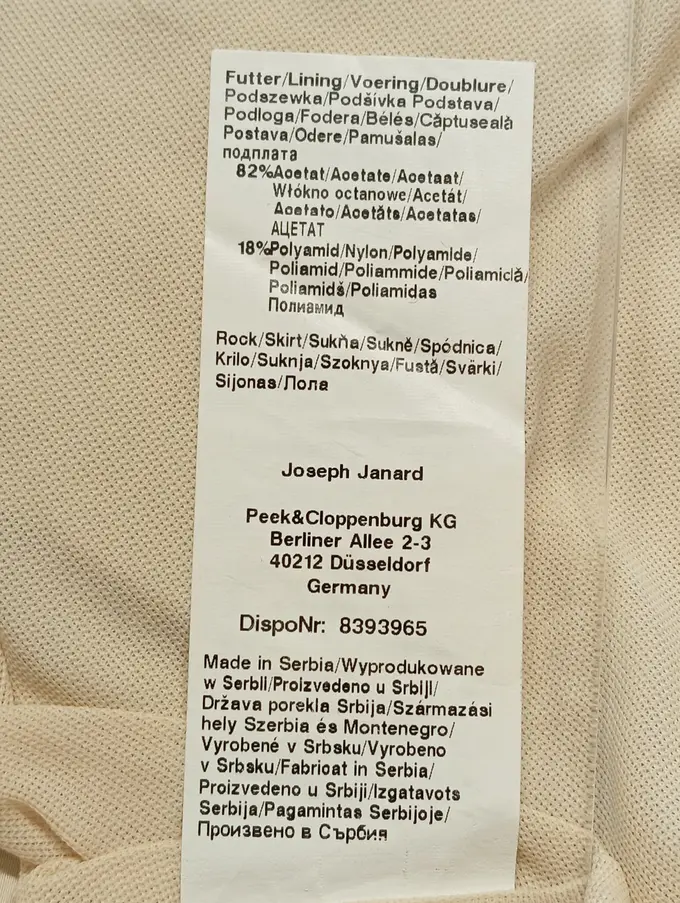 Futter/Lining/Voering/Doublure/
Podszewka/Podšívka Podstava/
Podloga/Fodera/Bélés/Căptuseală
Postava/Odere/Pamušalas/
подплата
82%Acetat/Acetate/Acetaat/
Włókno octanowe/Acetát/
Acetato/Acetăts/Acetatas/
АЦЕТАТ
18%Polyamid/Nylon/Polyamide/
Poliamid/Poliammide/Poliamidă/
Poliamidš/Poliamidas
Полиамид
Rock/Skirt/Sukňa/Sukně/Spódnica/
Krilo/Suknja/Szoknya/Fustă/Svárki/
Sijonas/Пола
Joseph Janard
Peek&Cloppenburg KG
Berliner Allee 2-3
40212 Düsseldorf
Germany
DispoNr: 8393965
Made in Serbia/Wyprodukowane
w Serbii/Proizvedeno u Srbiji/
Država porekla Srbija/Származási
hely Szerbia és Montenegro/
Vyrobené v Srbsku/Vyrobeno
v Srbsku/Fabricat in Serbia/
Proizvedeno u Srbiji/Izgatavots
Serbija/Pagamintas Serbijoje/
Произвено в Сърбия